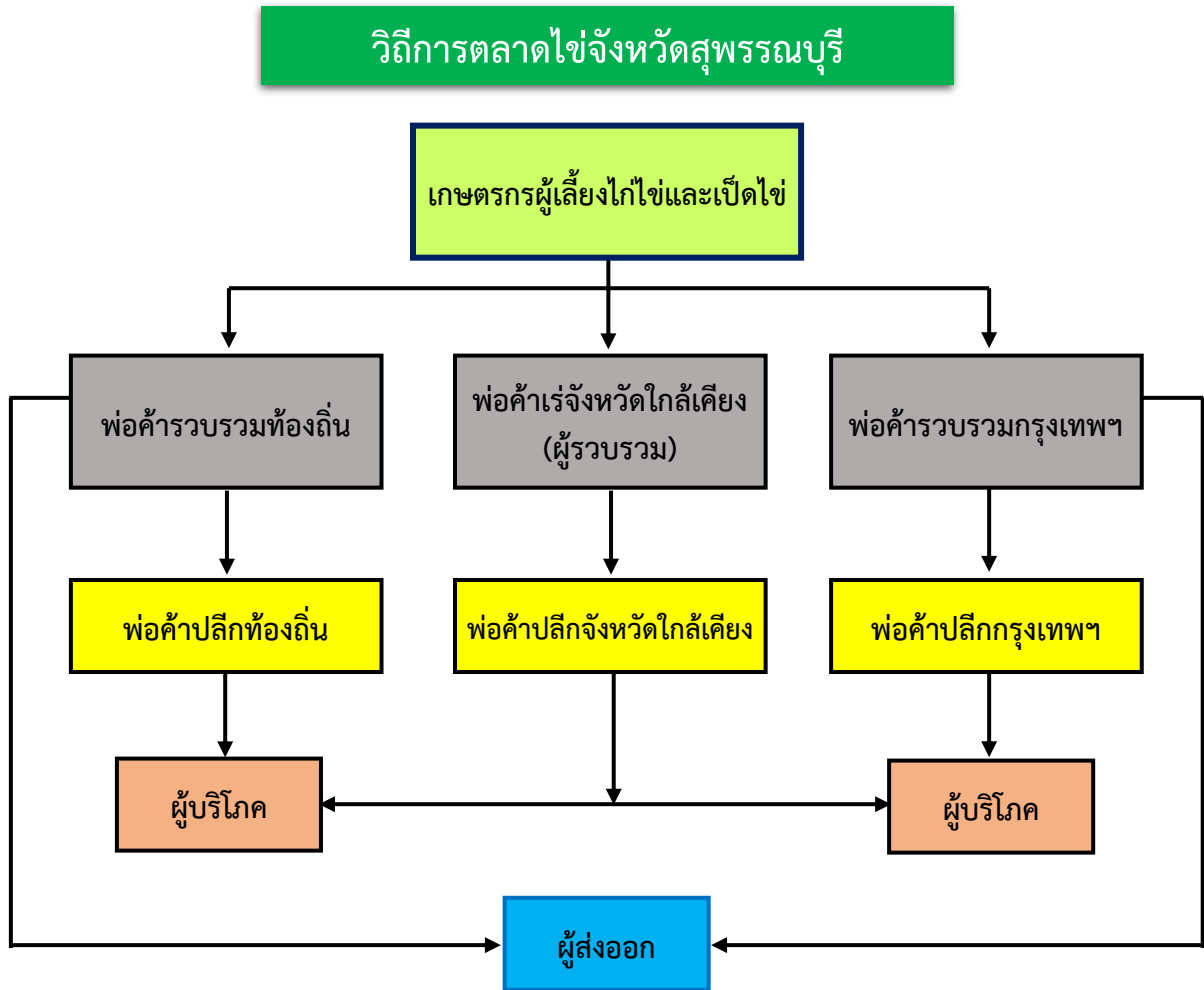 วิถีการตลาดไข่จังหวัดสุพรรณบุรี
เกษตรกรผู้เลี้ยงไก่ไข่และเป็ดไข่
พ่อค้ารวบรวมท้องถิ่น
พ่อค้าเร่จังหวัดใกล้เคียง
(ผู้รวบรวม)
พ่อค้ารวบรวมกรุงเทพฯ
พ่อค้าปลีกท้องถิ่น
พ่อค้าปลีกจังหวัดใกล้เคียง
พ่อค้าปลีกกรุงเทพฯ
ผู้บริโภค
ผู้บริโภค
ผู้ส่งออก